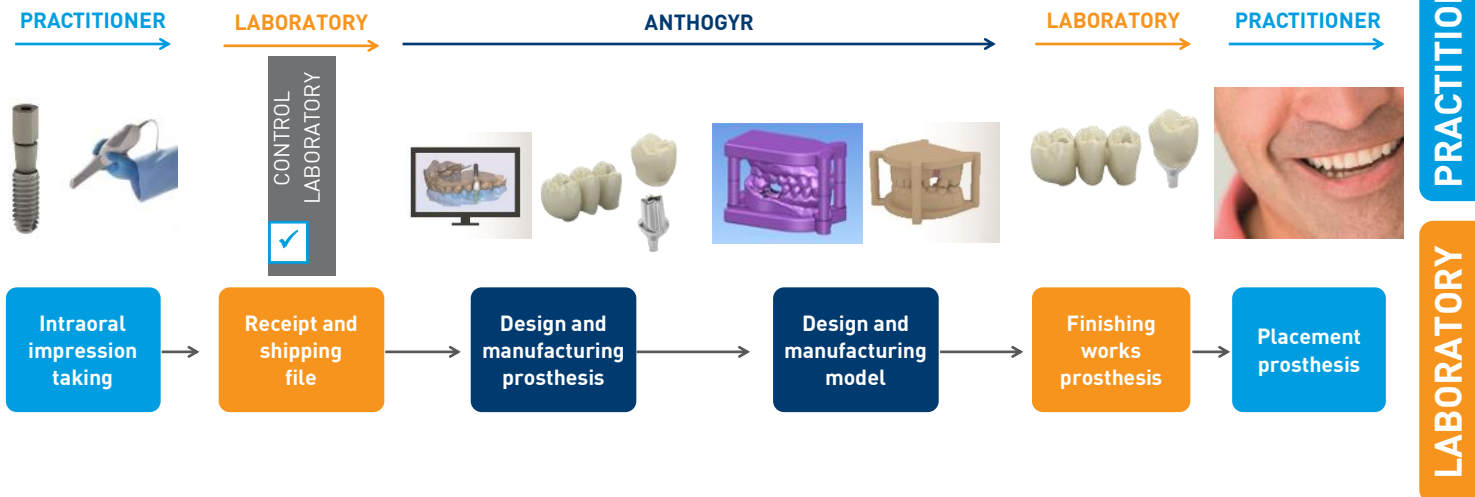 PRACTITIONER
LABORATORY
ANTHOGYR
LABORATORY
PRACTITIONER
CONTROL
LABORATORY
Intraoral
impression
taking
Receipt and
shipping
file
Design and
manufacturing
prosthesis
Design and
manufacturing
model
Finishing
works
prosthesis
Placement
prosthesis
LABORATORY